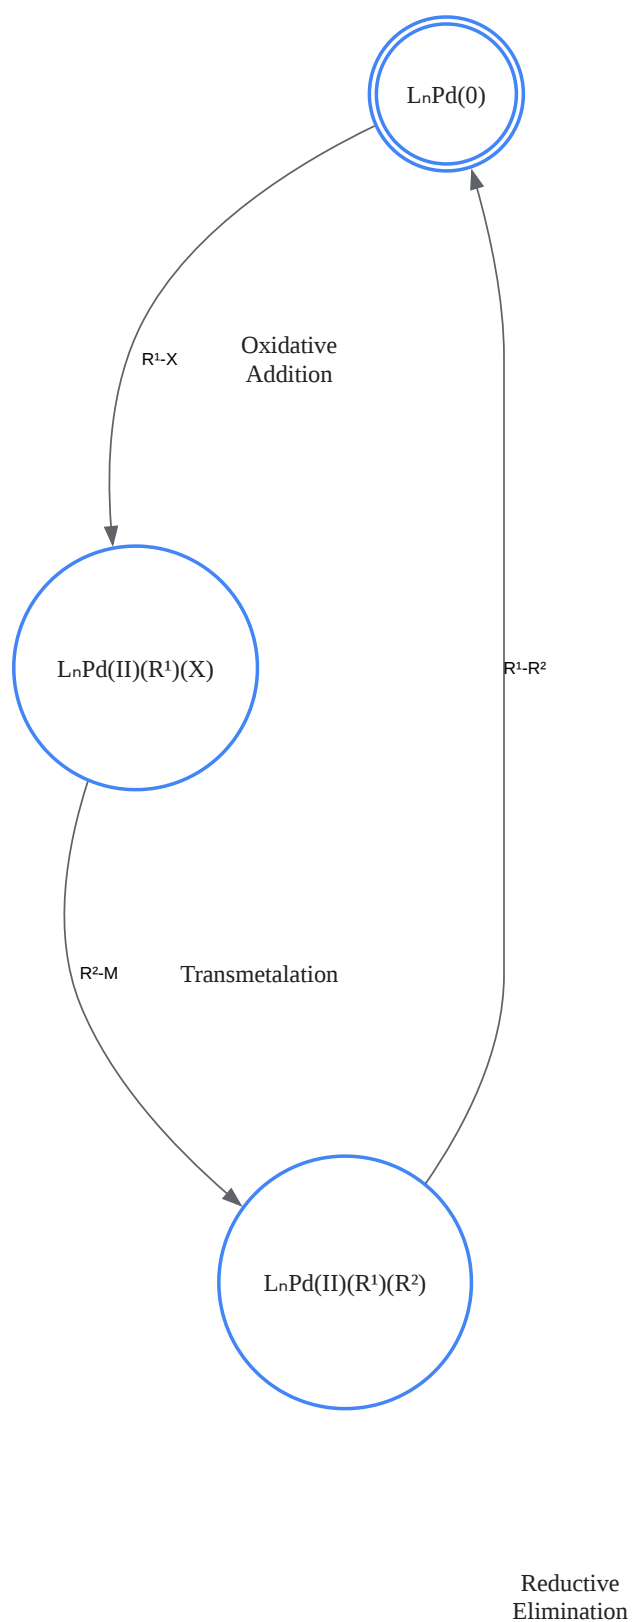 LₙPd(0)
Oxidative
Addition
R¹-X
LₙPd(II)(R¹)(X)
R¹-R²
R²-M
Transmetalation
LₙPd(II)(R¹)(R²)
Reductive
Elimination